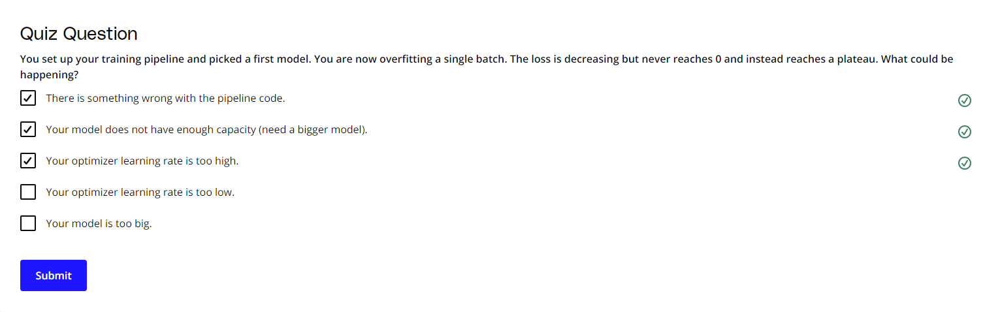 Quiz Question
You set up your training pipeline and picked a first model. You are now overfitting a single batch. The loss is decreasing but never reaches 0 and instead reaches a plateau. What could be
happening?
There is something wrong with the pipeline code.
Your model does not have enough capacity (need a bigger model).
Your optimizer learning rate is too high.
Your optimizer learning rate is too low.
Your model is too big.
Submit